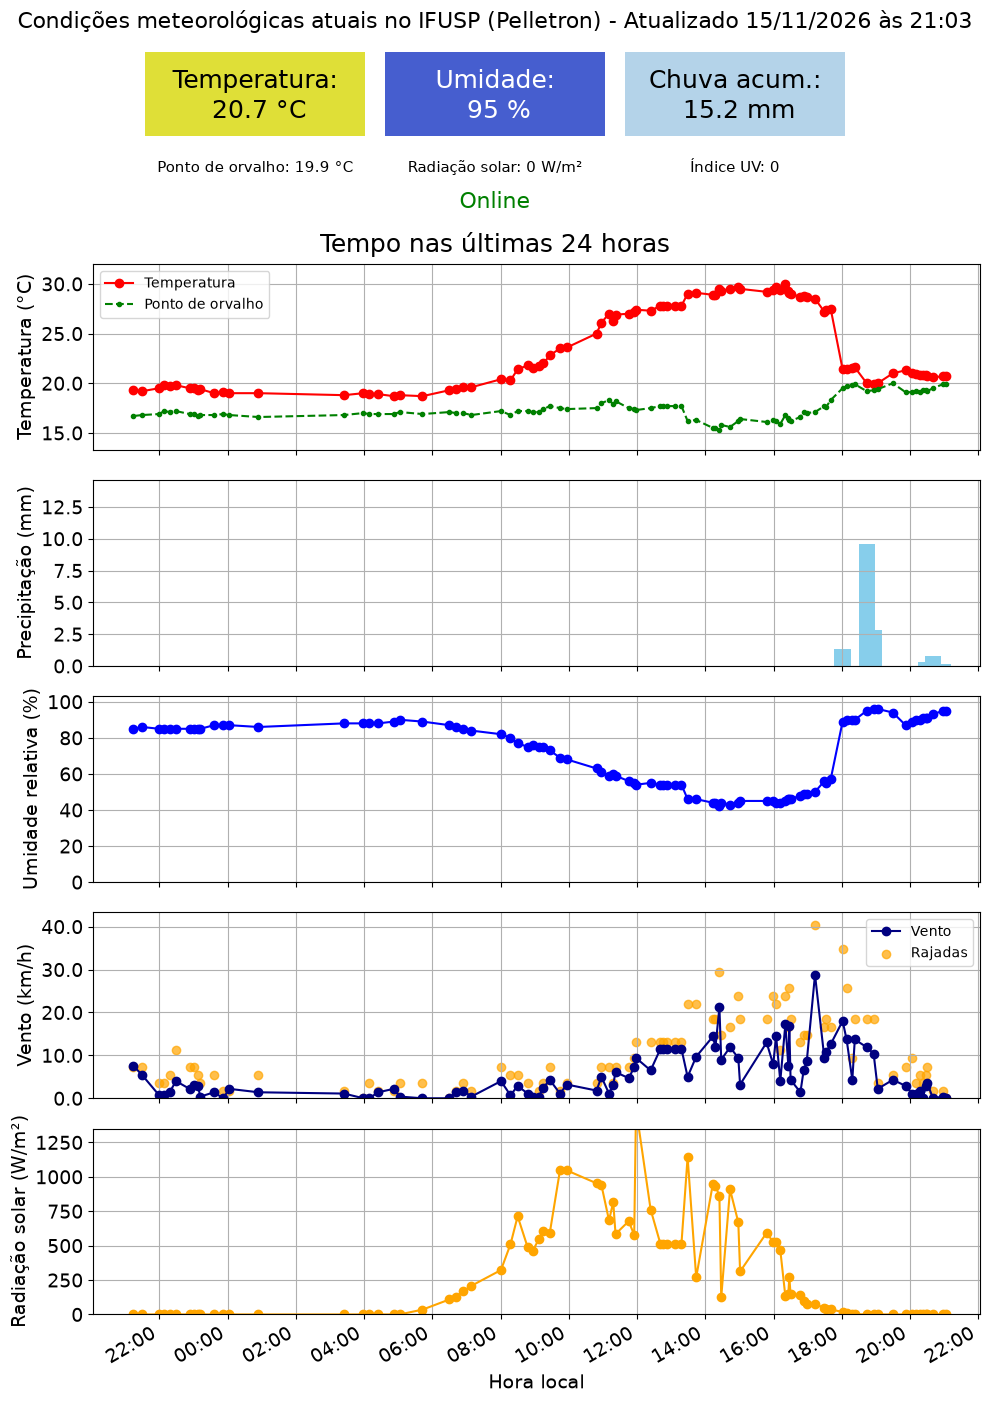 Condições meteorológicas atuais no IFUSP (Pelletron) - Atualizado 15/11/2026 às 21:03
Temperatura:
20.7 °C
Umidade:
95 %
Chuva acum.:
15.2 mm
Ponto de orvalho: 19.9 °C
Radiação solar: 0 W/m²
Índice UV: 0
Online
Tempo nas últimas 24 horas
Temperatura (°C)
30.0
25.0
20.0
15.0
Temperatura
Ponto de orvalho
Precipitação (mm)
12.5
10.0
7.5
5.0
2.5
0.0
Umidade relativa (%)
100
80
60
40
20
0
Vento (km/h)
40.0
30.0
20.0
10.0
0.0
Vento
Rajadas
Radiação solar (W/m²)
1250
1000
750
500
250
0
22:00
00:00
02:00
04:00
06:00
08:00
10:00
12:00
14:00
16:00
18:00
20:00
22:00
Hora local